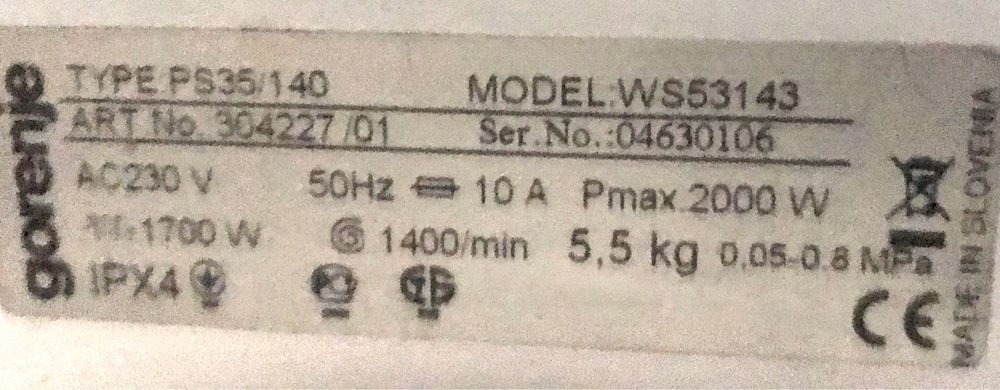 gorenje
TYPE:PS35/140 MODEL:WS53143
ART No. 304227 /01 Ser.No.:04630106
AC230 V 50Hz 10 A Pmax.2000 W
1700 W 1400/min 5,5 kg 0,05-0,8 MPa
IPX4
CE
MADE IN SLOVENIA